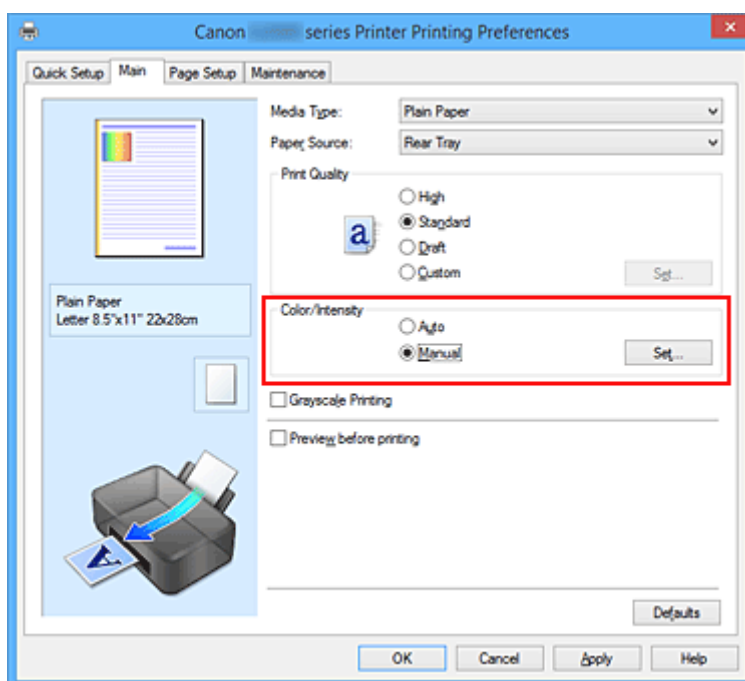 Canon series Printer Printing Preferences
Quick Setup Main Page Setup Maintenance
Media Type: Plain Paper
Paper Source: Rear Tray
Print Quality
High
Standard
Draft
Custom Set...
Plain Paper
Letter 8.5"x11" 22x28cm
Color/Intensity
Auto
Manual Set...
Grayscale Printing
Preview before printing
Defaults
OK Cancel Apply Help